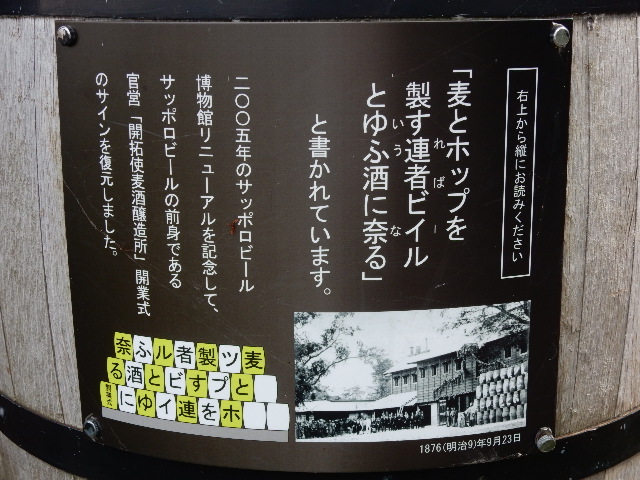 右上から縦にお読みください
「麦とホップを
製す連者ビイル
れば ー
とゆふ酒に奈る」
いう な
と書かれています。
二〇〇五年のサッポロビール
博物館リニューアルを記念して、
サッポロビールの前身である
官営「開拓使麦酒醸造所」開業式
のサインを復元しました。
奈ふル者製ツ麦
る酒とビすプと
にゆイ連をホ
1876(明治9)年9月23日